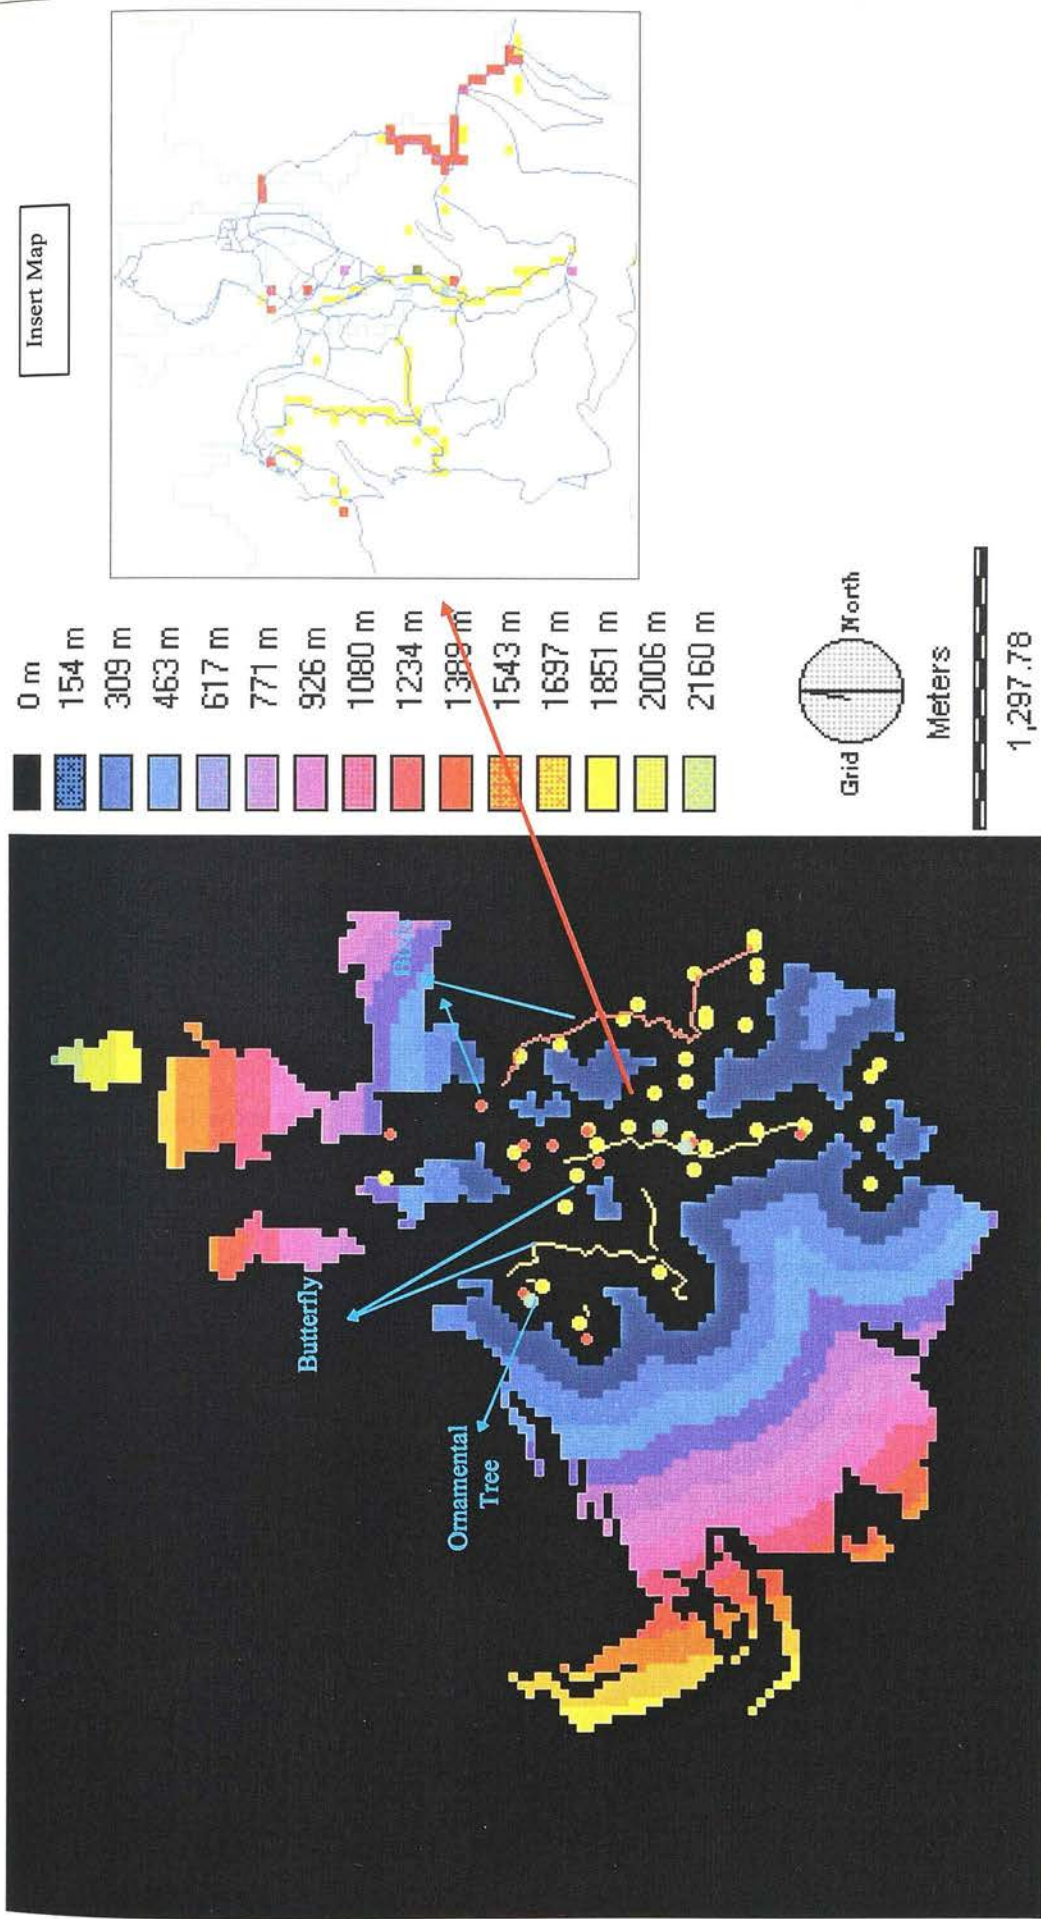 Insert Map
0 m
154 m
309 m
463 m
617 m
771 m
926 m
1080 m
1234 m
1389 m
1543 m
1697 m
1851 m
2006 m
2160 m
Grid
North
Meters
1,297.78
Birds
Butterfly
Ornamental
Tree